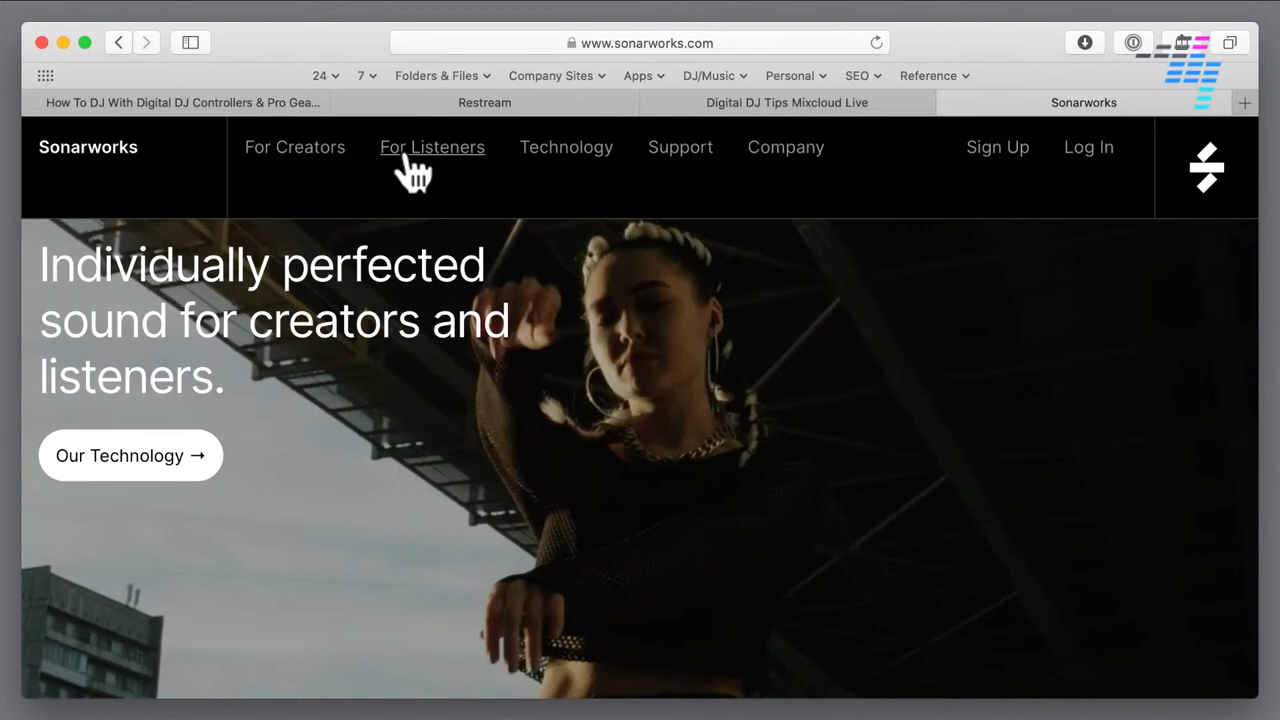 www.sonarworks.com
24 7 Folders & Files Company Sites Apps DJ/Music Personal SEO Reference
How To DJ With Digital DJ Controllers & Pro Gea... Restream Digital DJ Tips Mixcloud Live Sonarworks
Sonarworks For Creators For Listeners Technology Support Company Sign Up Log In
Individually perfected
sound for creators and
listeners.
Our Technology →